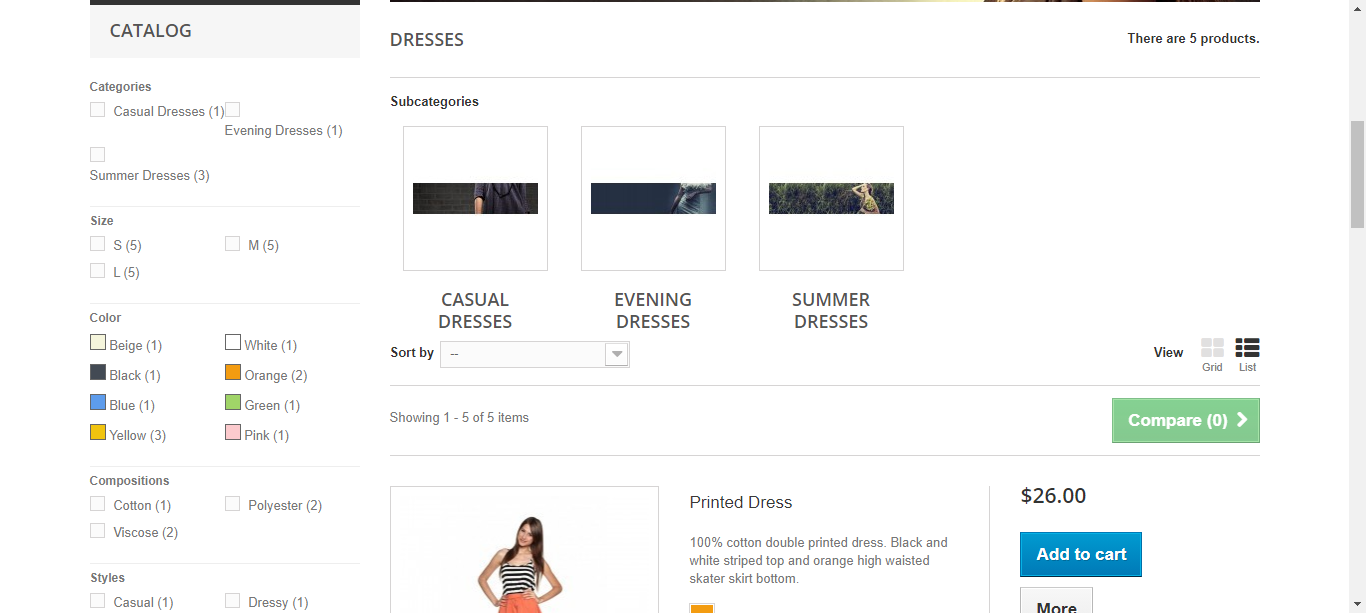 CATALOG
Categories
Casual Dresses (1)
Evening Dresses (1)
Summer Dresses (3)
Size
S (5)
M (5)
L (5)
Color
Beige (1)
White (1)
Black (1)
Orange (2)
Blue (1)
Green (1)
Yellow (3)
Pink (1)
Compositions
Cotton (1)
Polyester (2)
Viscose (2)
Styles
Casual (1)
Dressy (1)
DRESSES
There are 5 products.
Subcategories
CASUAL
DRESSES
EVENING
DRESSES
SUMMER
DRESSES
Sort by
--
View
Grid
List
Showing 1 - 5 of 5 items
Compare (0)
Printed Dress
100% cotton double printed dress. Black and
white striped top and orange high waisted
skater skirt bottom.
$26.00
Add to cart
More